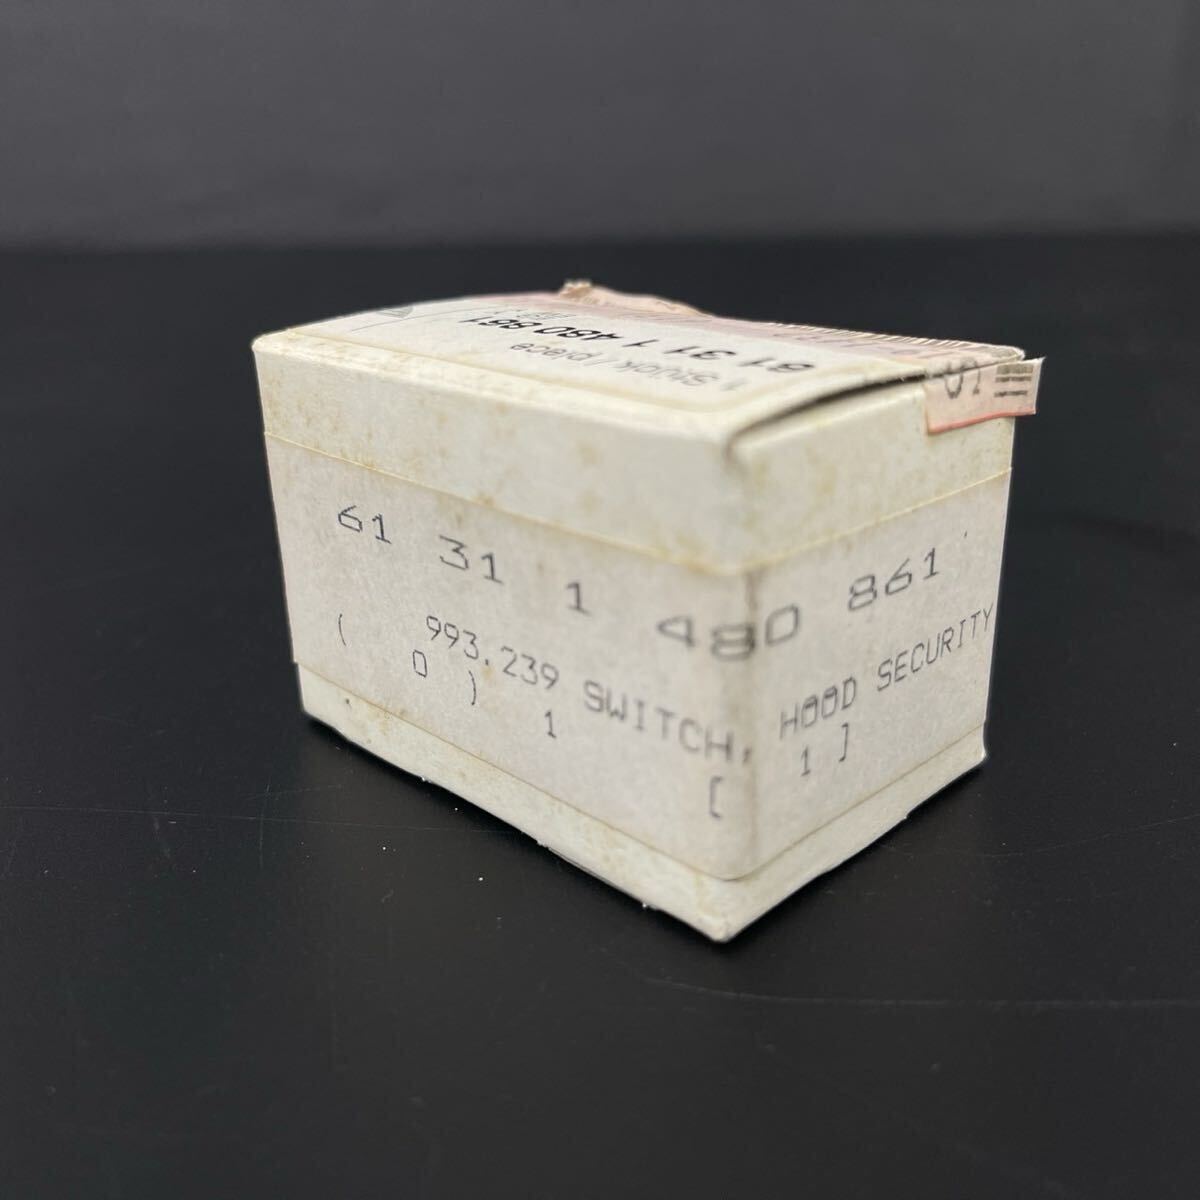 61 31 1 480 861
1 Stück / piece
61 31 1 480 861
993.239 SWITCH, HOOD SECURITY
( 0 ) 1 [ 1 ]